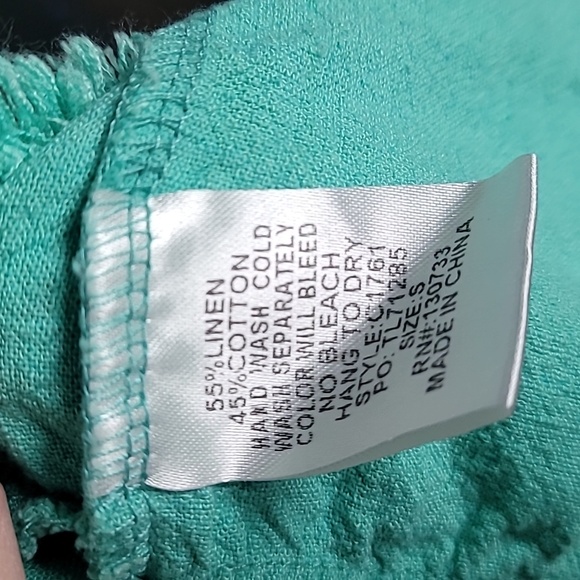 55%LINEN
45%COTTON
HAND WASH COLD
WASH SEPARATELY
COLOR WILL BLEED
NO BLEACH
HANG TO DRY
STYLE:C1761
PO: TL71285
SIZE:S
RN#:130733
MADE IN CHINA